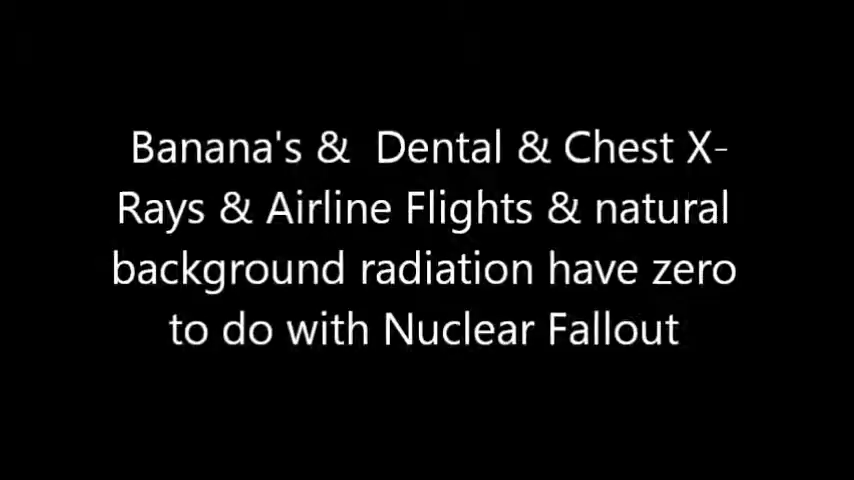 Banana's &  Dental & Chest X-
Rays & Airline Flights & natural
background radiation have zero
to do with Nuclear Fallout